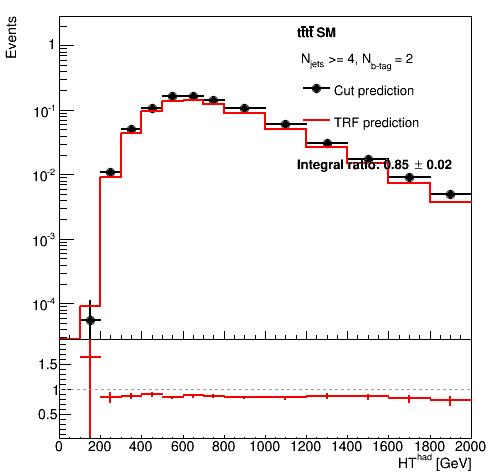 Events
tt̄tt̄ SM
N_jets >= 4, N_b-tag = 2
Cut prediction
TRF prediction
Integral ratio: 0.85 ± 0.02
1
10^-1
10^-2
10^-3
10^-4
1.5
1
0.5
0 200 400 600 800 1000 1200 1400 1600 1800 2000
HT^had [GeV]